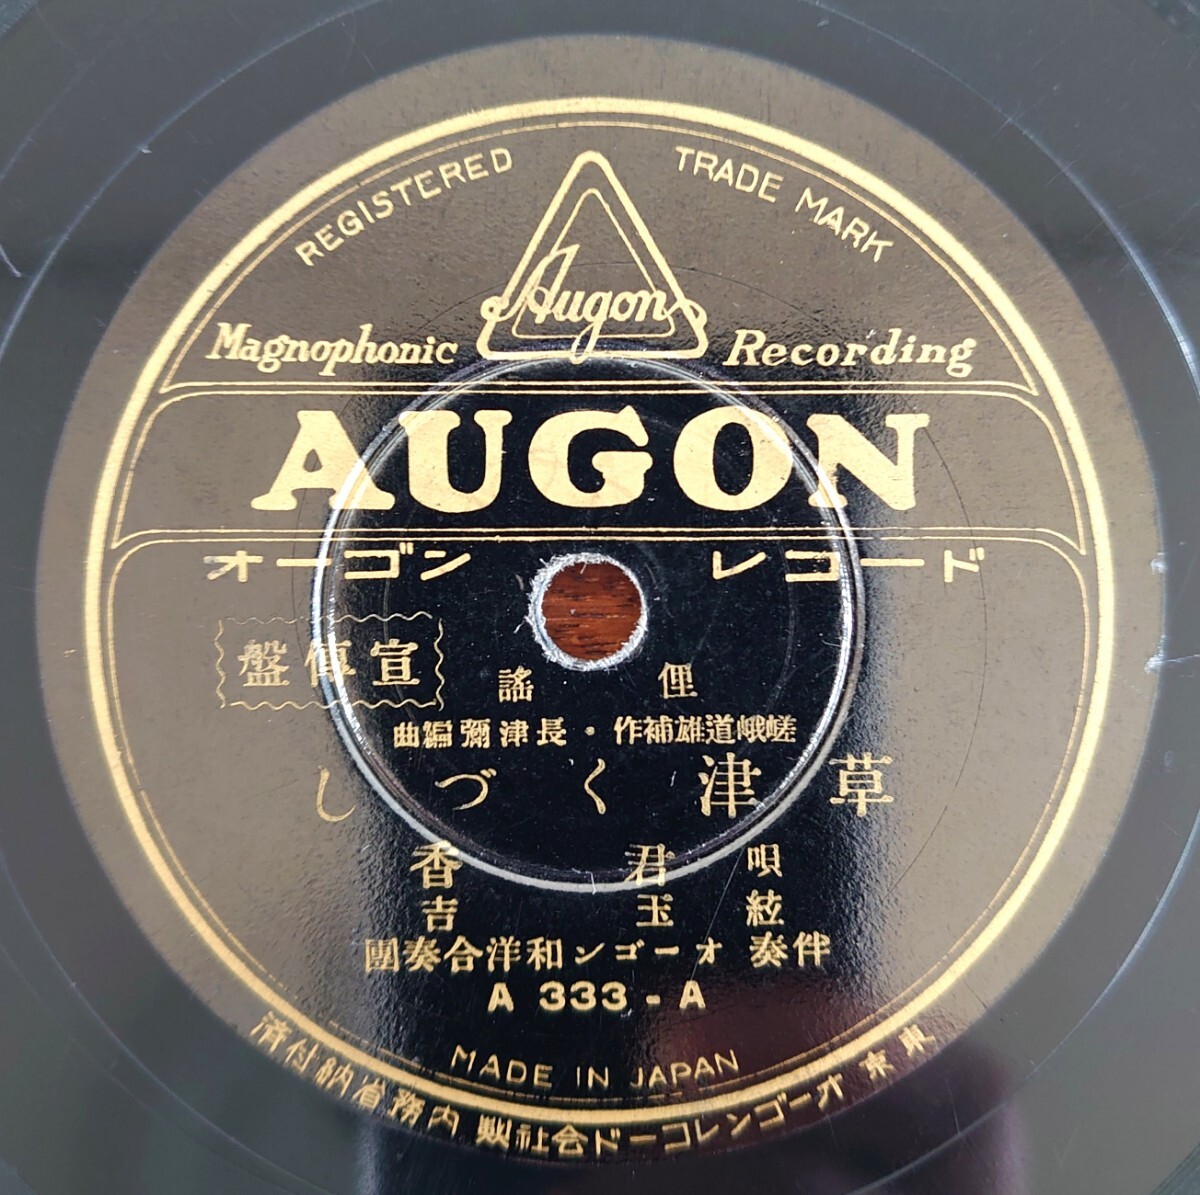 REGISTERED TRADE MARK
Augon
Magnophonic Recording
AUGON
オーゴン レコード
宣傳盤
俚謠
嵯峨道雄補作・長津彌編曲
草津くづし
唄 君香
絃 玉吉
伴奏 オーゴン和洋合奏團
A 333 - A
MADE IN JAPAN
東京オーゴンレコード会社製 内務省納付済